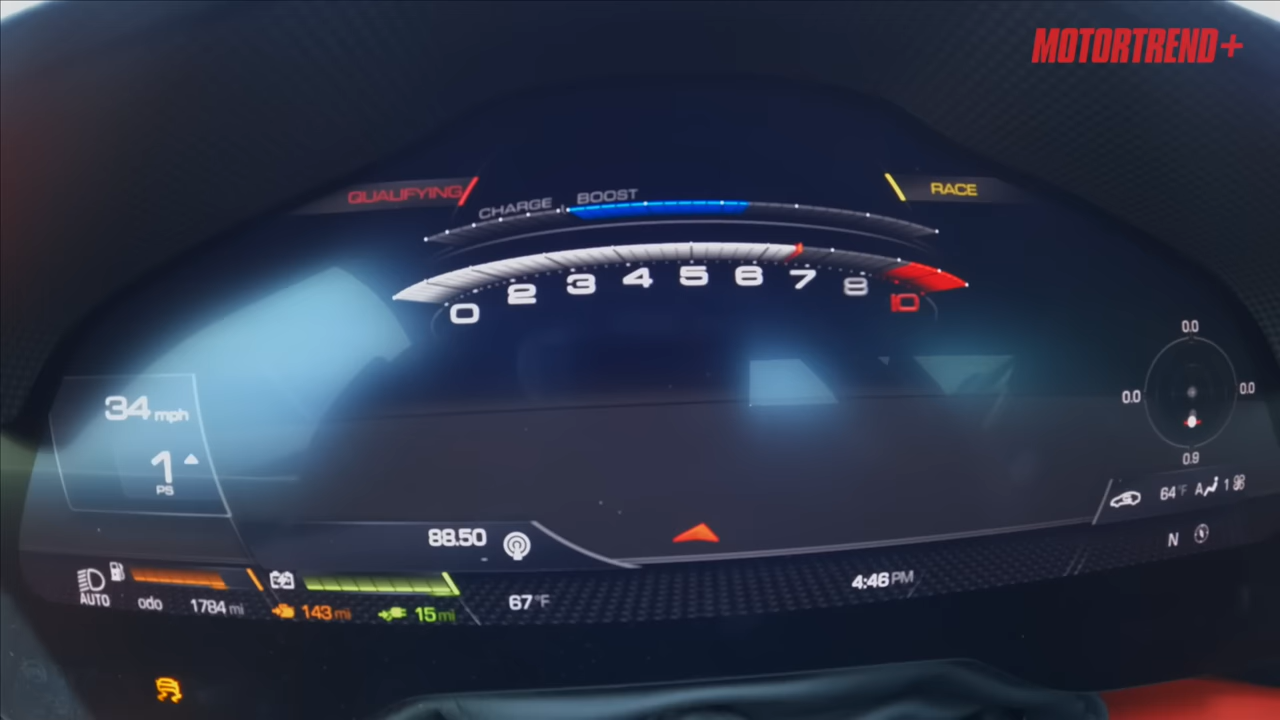 MOTORTREND+
QUALIFYING
CHARGE BOOST
RACE
0 2 3 4 5 6 7 8 10
34 mph
1
PS
0.0
0.0 0.0
0.9
64°F A 1
N
88.50
4:46 PM
AUTO odo 1784 mi 143 mi 15 mi 67°F